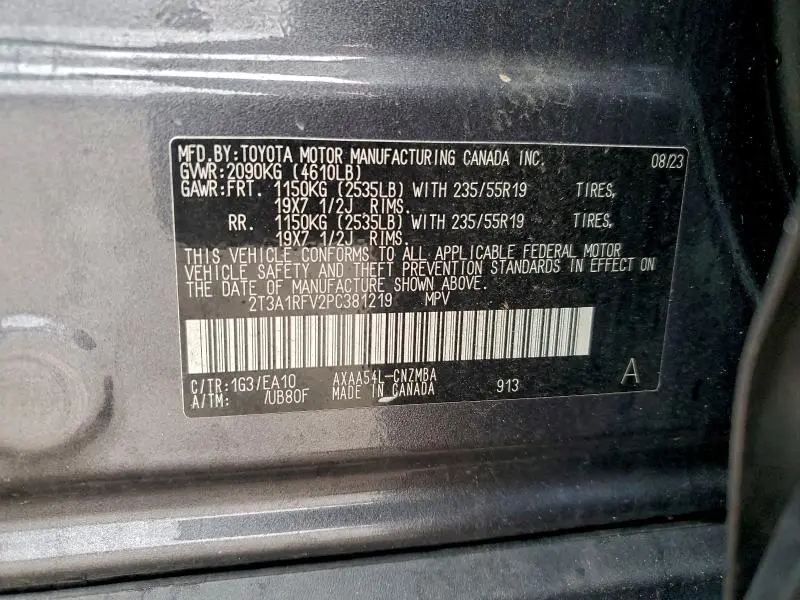 MFD.BY:TOYOTA MOTOR MANUFACTURING CANADA INC. 08/23
GVWR:2090KG (4610LB)
GAWR:FRT. 1150KG (2535LB) WITH 235/55R19 TIRES,
19X7 1/2J RIMS.
RR. 1150KG (2535LB) WITH 235/55R19 TIRES,
19X7 1/2J RIMS.
THIS VEHICLE CONFORMS TO ALL APPLICABLE FEDERAL MOTOR
VEHICLE SAFETY AND THEFT PREVENTION STANDARDS IN EFFECT ON
THE DATE OF MANUFACTURE SHOWN ABOVE.
2T3A1RFV2PC381219 MPV
C/TR:1G3/EA10 AXAA54L-CNZMBA
A/TM: /UB80F MADE IN CANADA 913 A